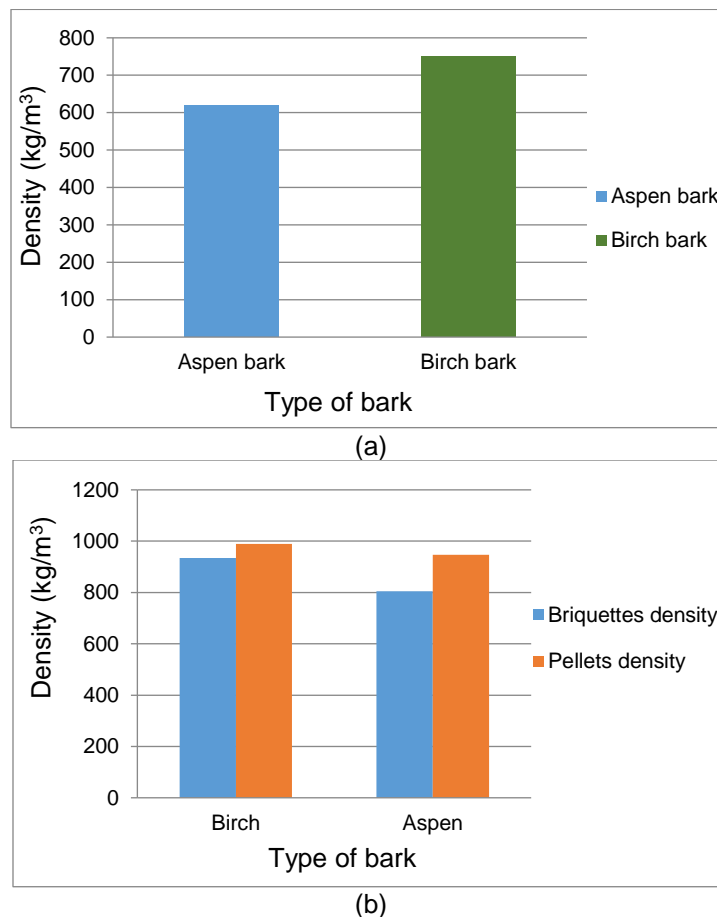 800
700
600
500
400
300
200
100
0
Density (kg/m³)
Aspen bark
Birch bark
Type of bark
Aspen bark
Birch bark
(a)
1200
1000
800
600
400
200
0
Density (kg/m³)
Birch
Aspen
Type of bark
Briquettes density
Pellets density
(b)